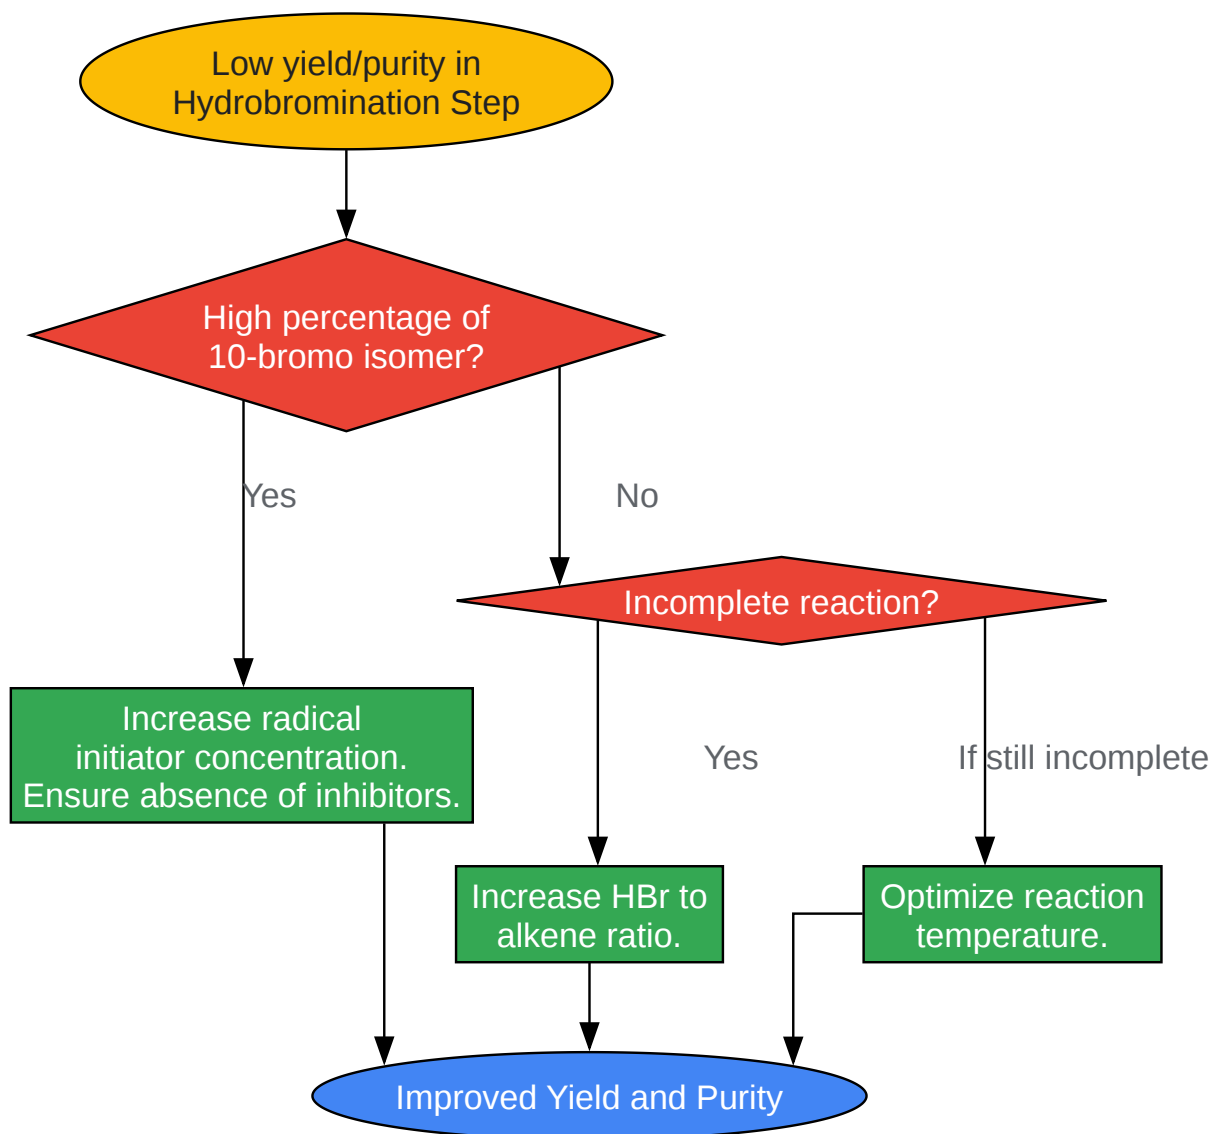 Low yield/purity in
Hydrobromination Step
High percentage of
10-bromo isomer?
Yes
No
Incomplete reaction?
Increase radical
initiator concentration.
Ensure absence of inhibitors.
Yes
If still incomplete
Increase HBr to
alkene ratio.
Optimize reaction
temperature.
Improved Yield and Purity